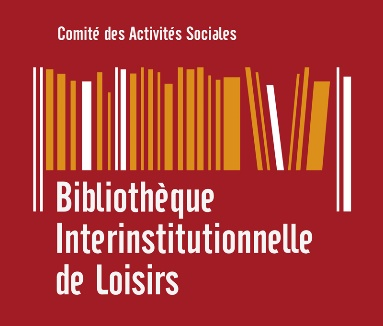 Comité des Activités Sociales
Bibliothèque
Interinstitutionnelle
de Loisirs